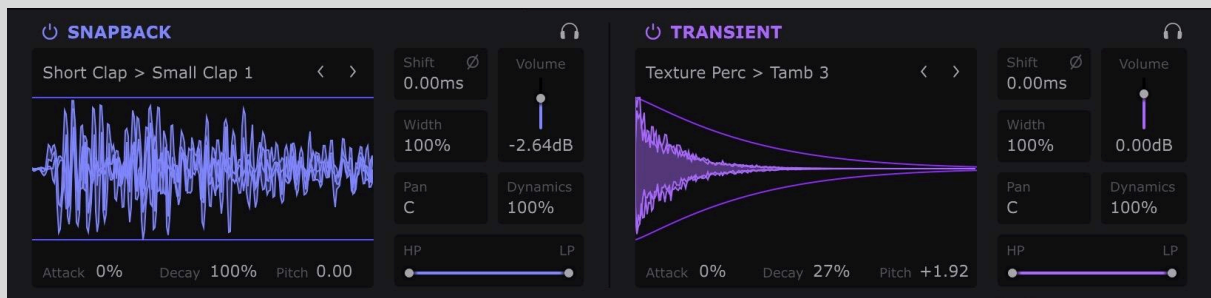 SNAPBACK
Short Clap > Small Clap 1 < >
Attack 0% Decay 100% Pitch 0.00
Shift Ø
0.00ms
Width
100%
Pan
C
Volume
-2.64dB
Dynamics
100%
HP LP
TRANSIENT
Texture Perc > Tamb 3 < >
Attack 0% Decay 27% Pitch +1.92
Shift Ø
0.00ms
Width
100%
Pan
C
Volume
0.00dB
Dynamics
100%
HP LP